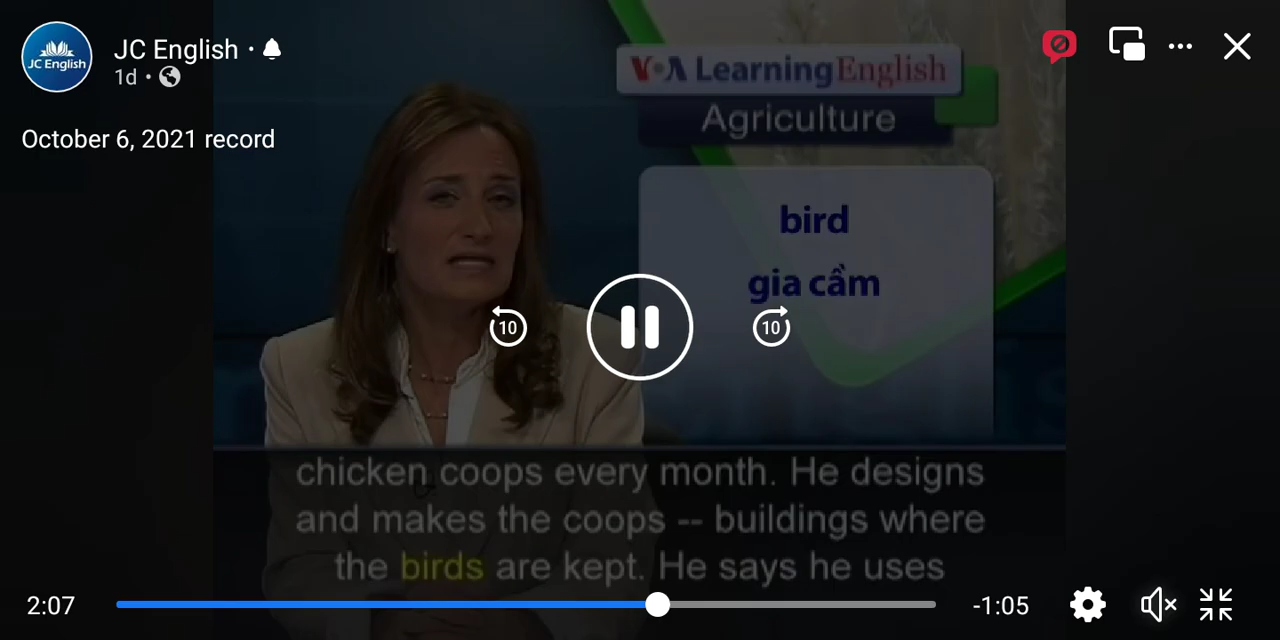 JC English
JC English ·
1d ·
October 6, 2021 record
VOA Learning English
Agriculture
bird
gia cầm
10
10
chicken coops every month. He designs
and makes the coops -- buildings where
the birds are kept. He says he uses
2:07
-1:05